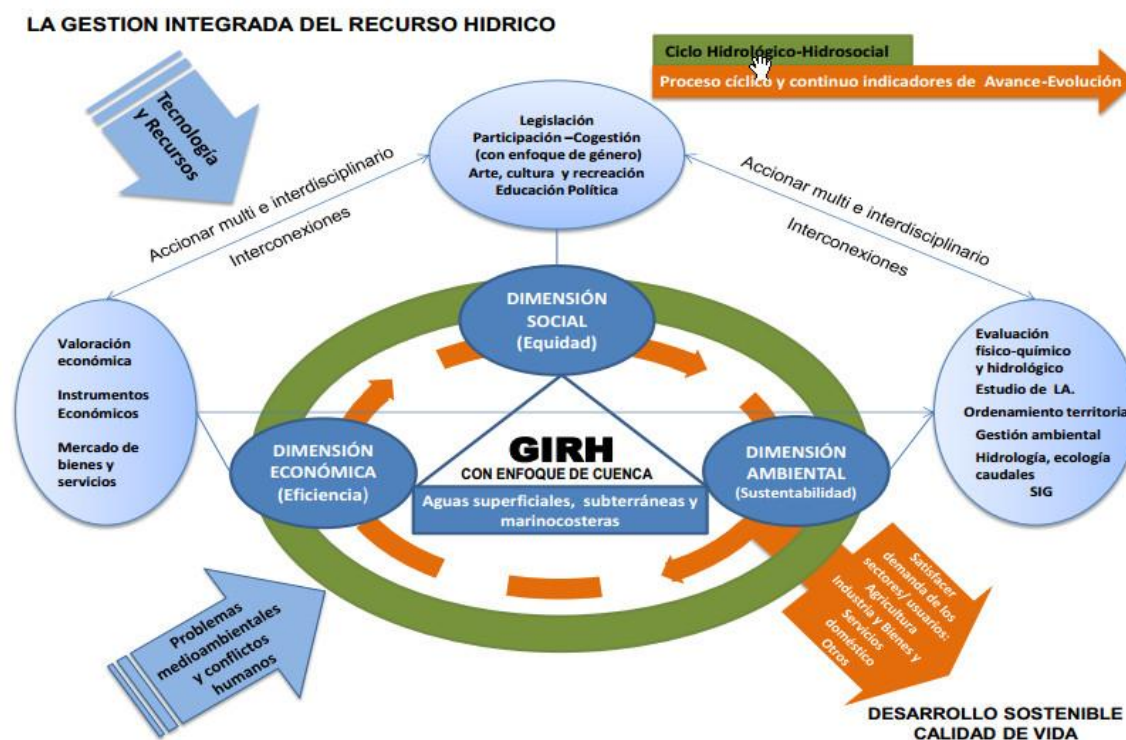 LA GESTION INTEGRADA DEL RECURSO HIDRICO
Ciclo Hidrológico-Hidrosocial
Proceso cíclico y continuo indicadores de Avance-Evolución
Tecnología
y Recursos
Legislación
Participación –Cogestión
(con enfoque de género)
Arte, cultura y recreación
Educación Política
Accionar multi e interdisciplinario
Interconexiones
Accionar multi e interdisciplinario
Interconexiones
Valoración
económica
Instrumentos
Económicos
Mercado de
bienes y
servicios
DIMENSIÓN
SOCIAL
(Equidad)
Evaluación
físico-químico
y hidrológico
Estudio de LA.
Ordenamiento territoria
Gestión ambiental
Hidrología, ecología
caudales
SIG
DIMENSIÓN
ECONÓMICA
(Eficiencia)
GIRH
CON ENFOQUE DE CUENCA
Aguas superficiales, subterráneas y
marinocosteras
DIMENSIÓN
AMBIENTAL
(Sustentabilidad)
Problemas
medioambientales
y conflictos
humanos
Satisfacer
demanda de los
sectores/ usuarios:
Agricultura
Industria y Bienes y
Servicios
doméstico
Otros
DESARROLLO SOSTENIBLE
CALIDAD DE VIDA